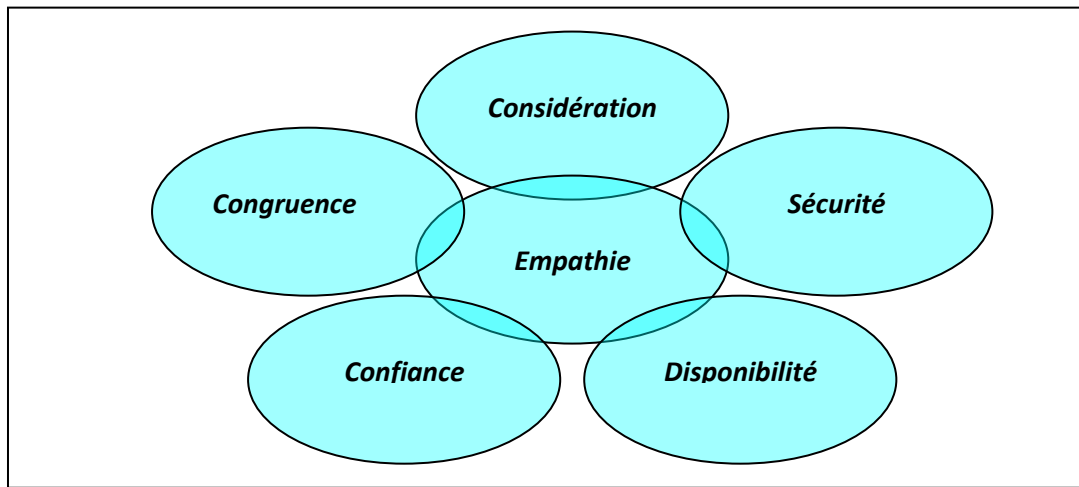 Considération
Congruence
Sécurité
Empathie
Confiance
Disponibilité